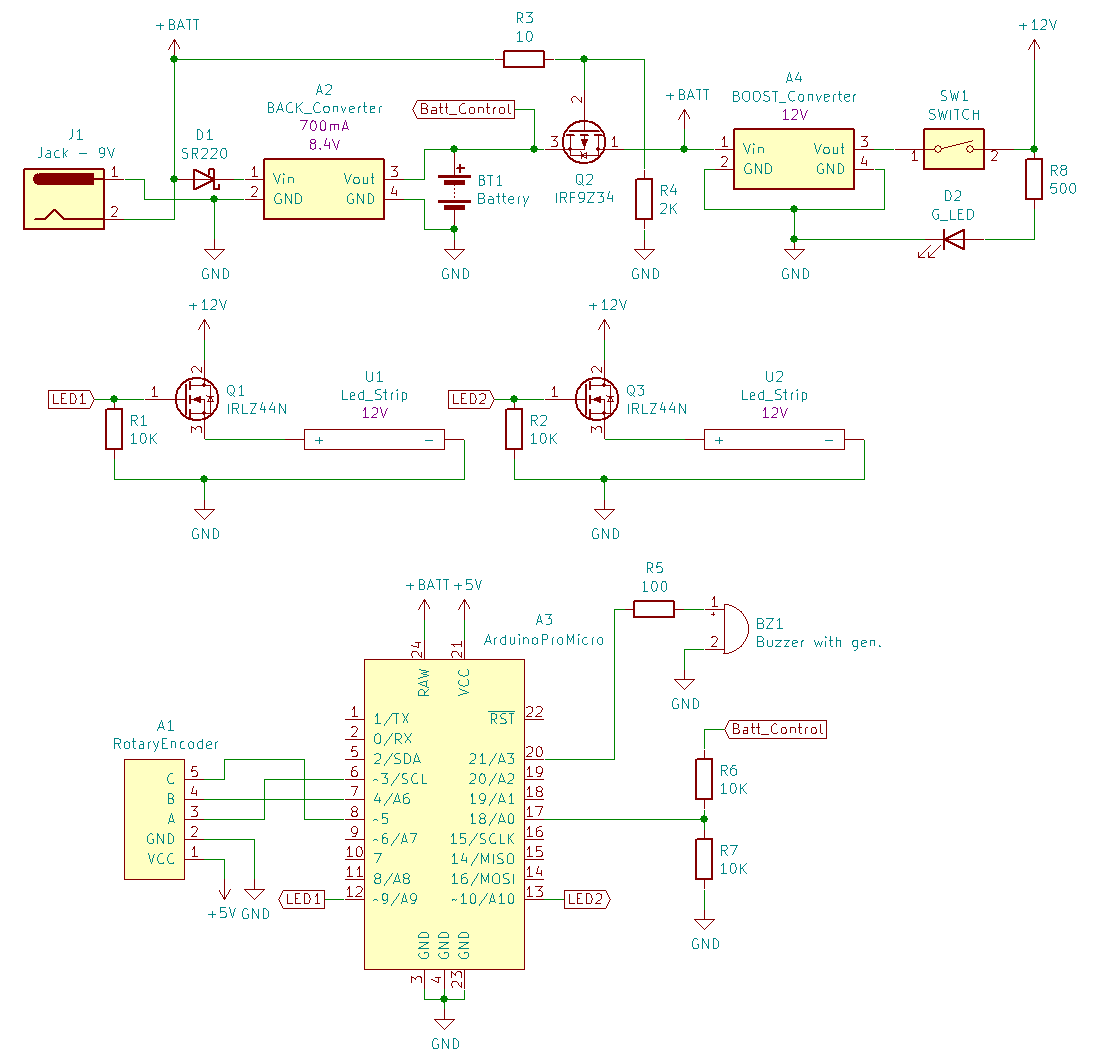 +BATT
R3
10
+12V
J1
Jack - 9V
1
2
D1
SR220
A2
BACK_Converter
700mA
8.4V
1
2
Vin
GND
Vout
GND
3
4
GND
Batt_Control
BT1
Battery
+
GND
2
3
1
Q2
IRF9Z34
R4
2K
GND
+BATT
A4
BOOST_Converter
12V
1
2
Vin
GND
Vout
GND
3
4
GND
SW1
SWITCH
1
2
R8
500
D2
G_LED
+12V
LED1
1
2
3
Q1
IRLZ44N
R1
10K
U1
Led_Strip
12V
+ -
GND
+12V
LED2
1
2
3
Q3
IRLZ44N
R2
10K
U2
Led_Strip
12V
+ -
GND
+BATT
+5V
A3
ArduinoProMicro
24
21
RAW
VCC
1
1/TX
2
0/RX
5
2/SDA
6
~3/SCL
7
4/A6
8
~5
9
~6/A7
10
7
11
8/A8
12
~9/A9
RST
22
21/A3
20
20/A2
19
19/A1
18
18/A0
17
15/SCLK
16
14/MISO
15
16/MOSI
14
~10/A10
13
GND
GND
GND
3
4
23
GND
R5
100
1
+
2
BZ1
Buzzer with gen.
GND
Batt_Control
R6
10K
R7
10K
GND
A1
RotaryEncoder
C
5
B
4
A
3
GND
2
VCC
1
+5V
GND
LED1
LED2